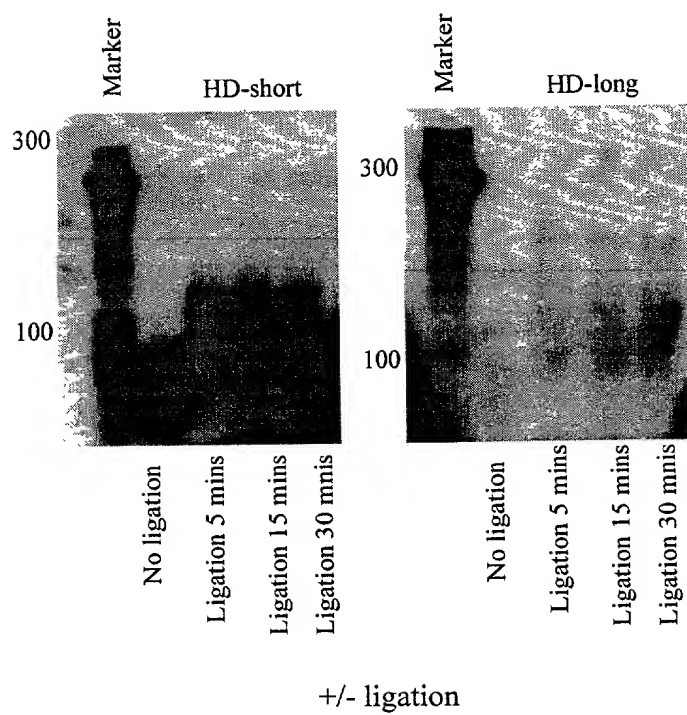 Marker
HD-short
300
100
No ligation
Ligation 5 mins
Ligation 15 mins
Ligation 30 mnis
Marker
HD-long
300
100
No ligation
Ligation 5 mins
Ligation 15 mins
Ligation 30 mins
+/- ligation